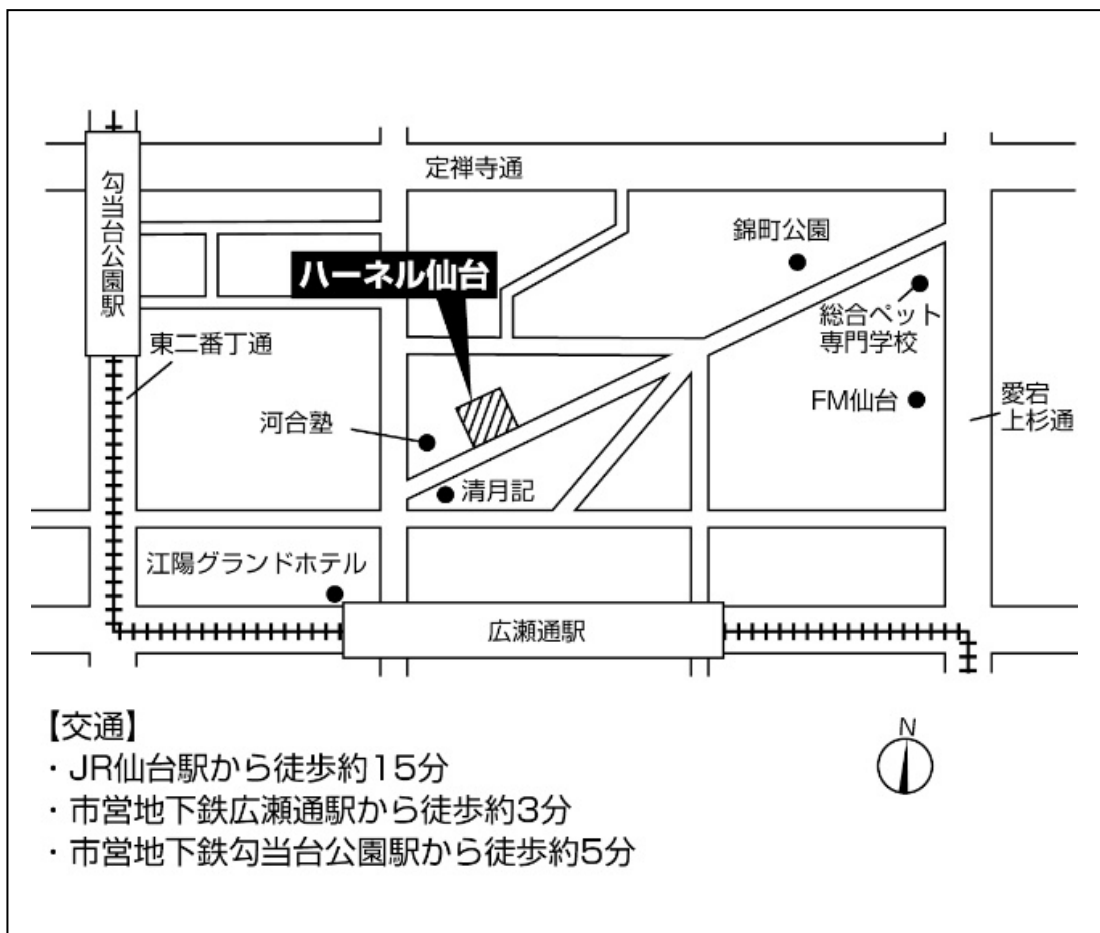 定禅寺通
勾当台公園駅
錦町公園
ハーネル仙台
総合ペット
専門学校
東二番丁通
FM仙台
愛宕
上杉通
河合塾
清月記
江陽グランドホテル
広瀬通駅
【交通】
・JR仙台駅から徒歩約15分
・市営地下鉄広瀬通駅から徒歩約3分
・市営地下鉄勾当台公園駅から徒歩約5分
N